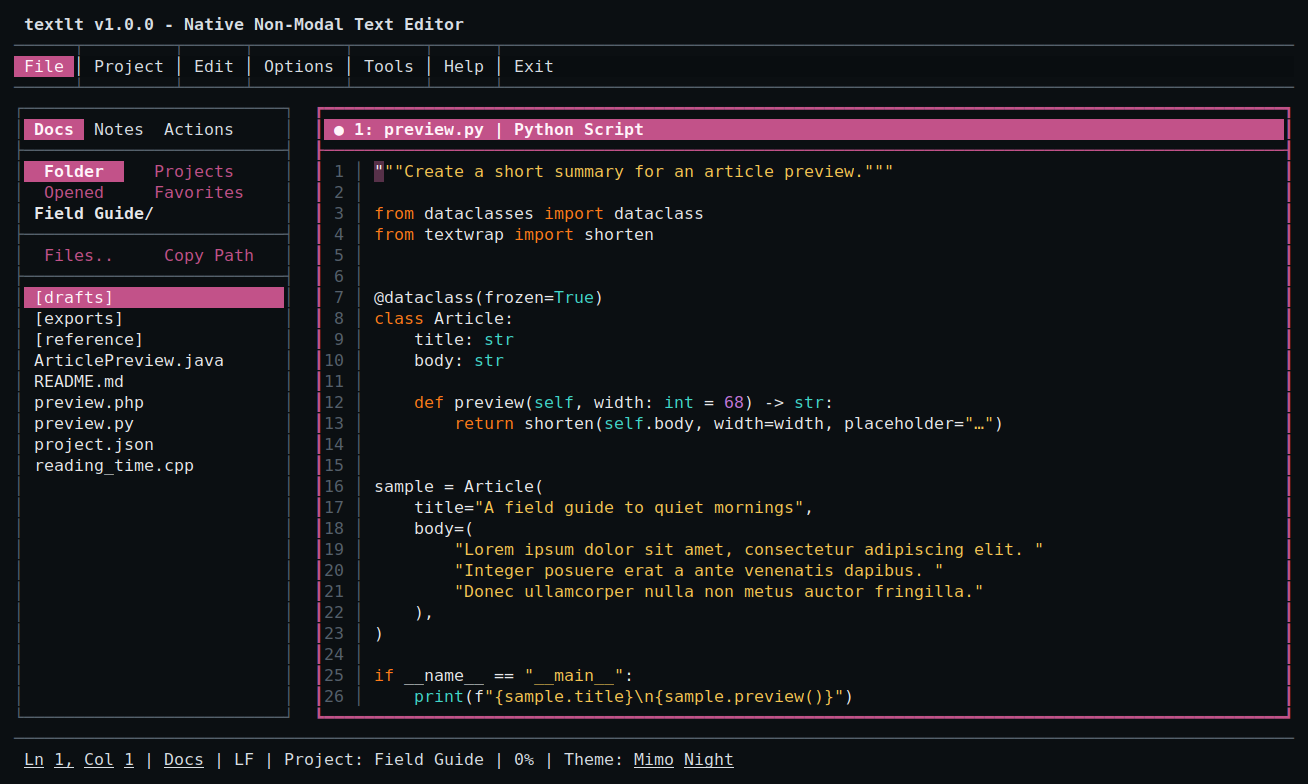 textlt v1.0.0 - Native Non-Modal Text Editor
File | Project | Edit | Options | Tools | Help | Exit
Docs Notes Actions
Folder Projects
Opened Favorites
Field Guide/
Files.. Copy Path
[drafts]
[exports]
[reference]
ArticlePreview.java
README.md
preview.php
preview.py
project.json
reading_time.cpp
● 1: preview.py | Python Script
1 │ """Create a short summary for an article preview."""
2 │
3 │ from dataclasses import dataclass
4 │ from textwrap import shorten
5 │
6 │
7 │ @dataclass(frozen=True)
8 │ class Article:
9 │     title: str
10 │     body: str
11 │
12 │     def preview(self, width: int = 68) -> str:
13 │         return shorten(self.body, width=width, placeholder="…")
14 │
15 │
16 │ sample = Article(
17 │     title="A field guide to quiet mornings",
18 │     body=(
19 │         "Lorem ipsum dolor sit amet, consectetur adipiscing elit. "
20 │         "Integer posuere erat a ante venenatis dapibus. "
21 │         "Donec ullamcorper nulla non metus auctor fringilla."
22 │     ),
23 │ )
24 │
25 │ if __name__ == "__main__":
26 │     print(f"{sample.title}\n{sample.preview()}")
Ln 1, Col 1 | Docs | LF | Project: Field Guide | 0% | Theme: Mimo Night